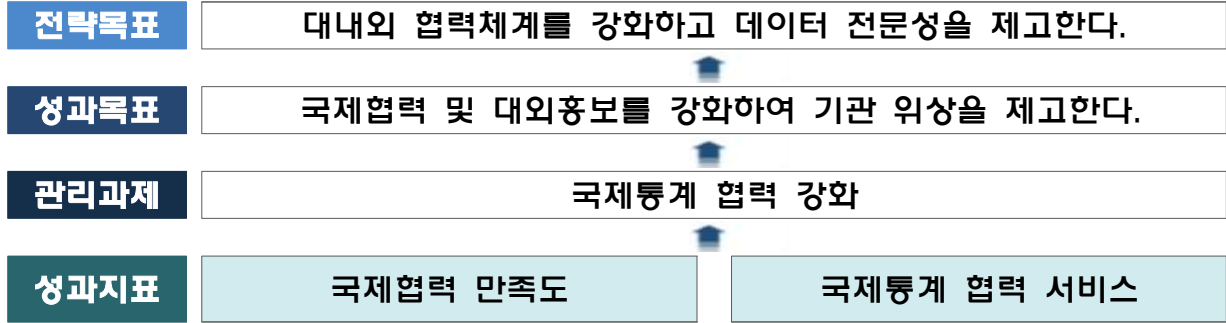 전략목표 대내외 협력체계를 강화하고 데이터 전문성을 제고한다.
성과목표 국제협력 및 대외홍보를 강화하여 기관 위상을 제고한다.
관리과제 국제통계 협력 강화
성과지표 국제협력 만족도 국제통계 협력 서비스